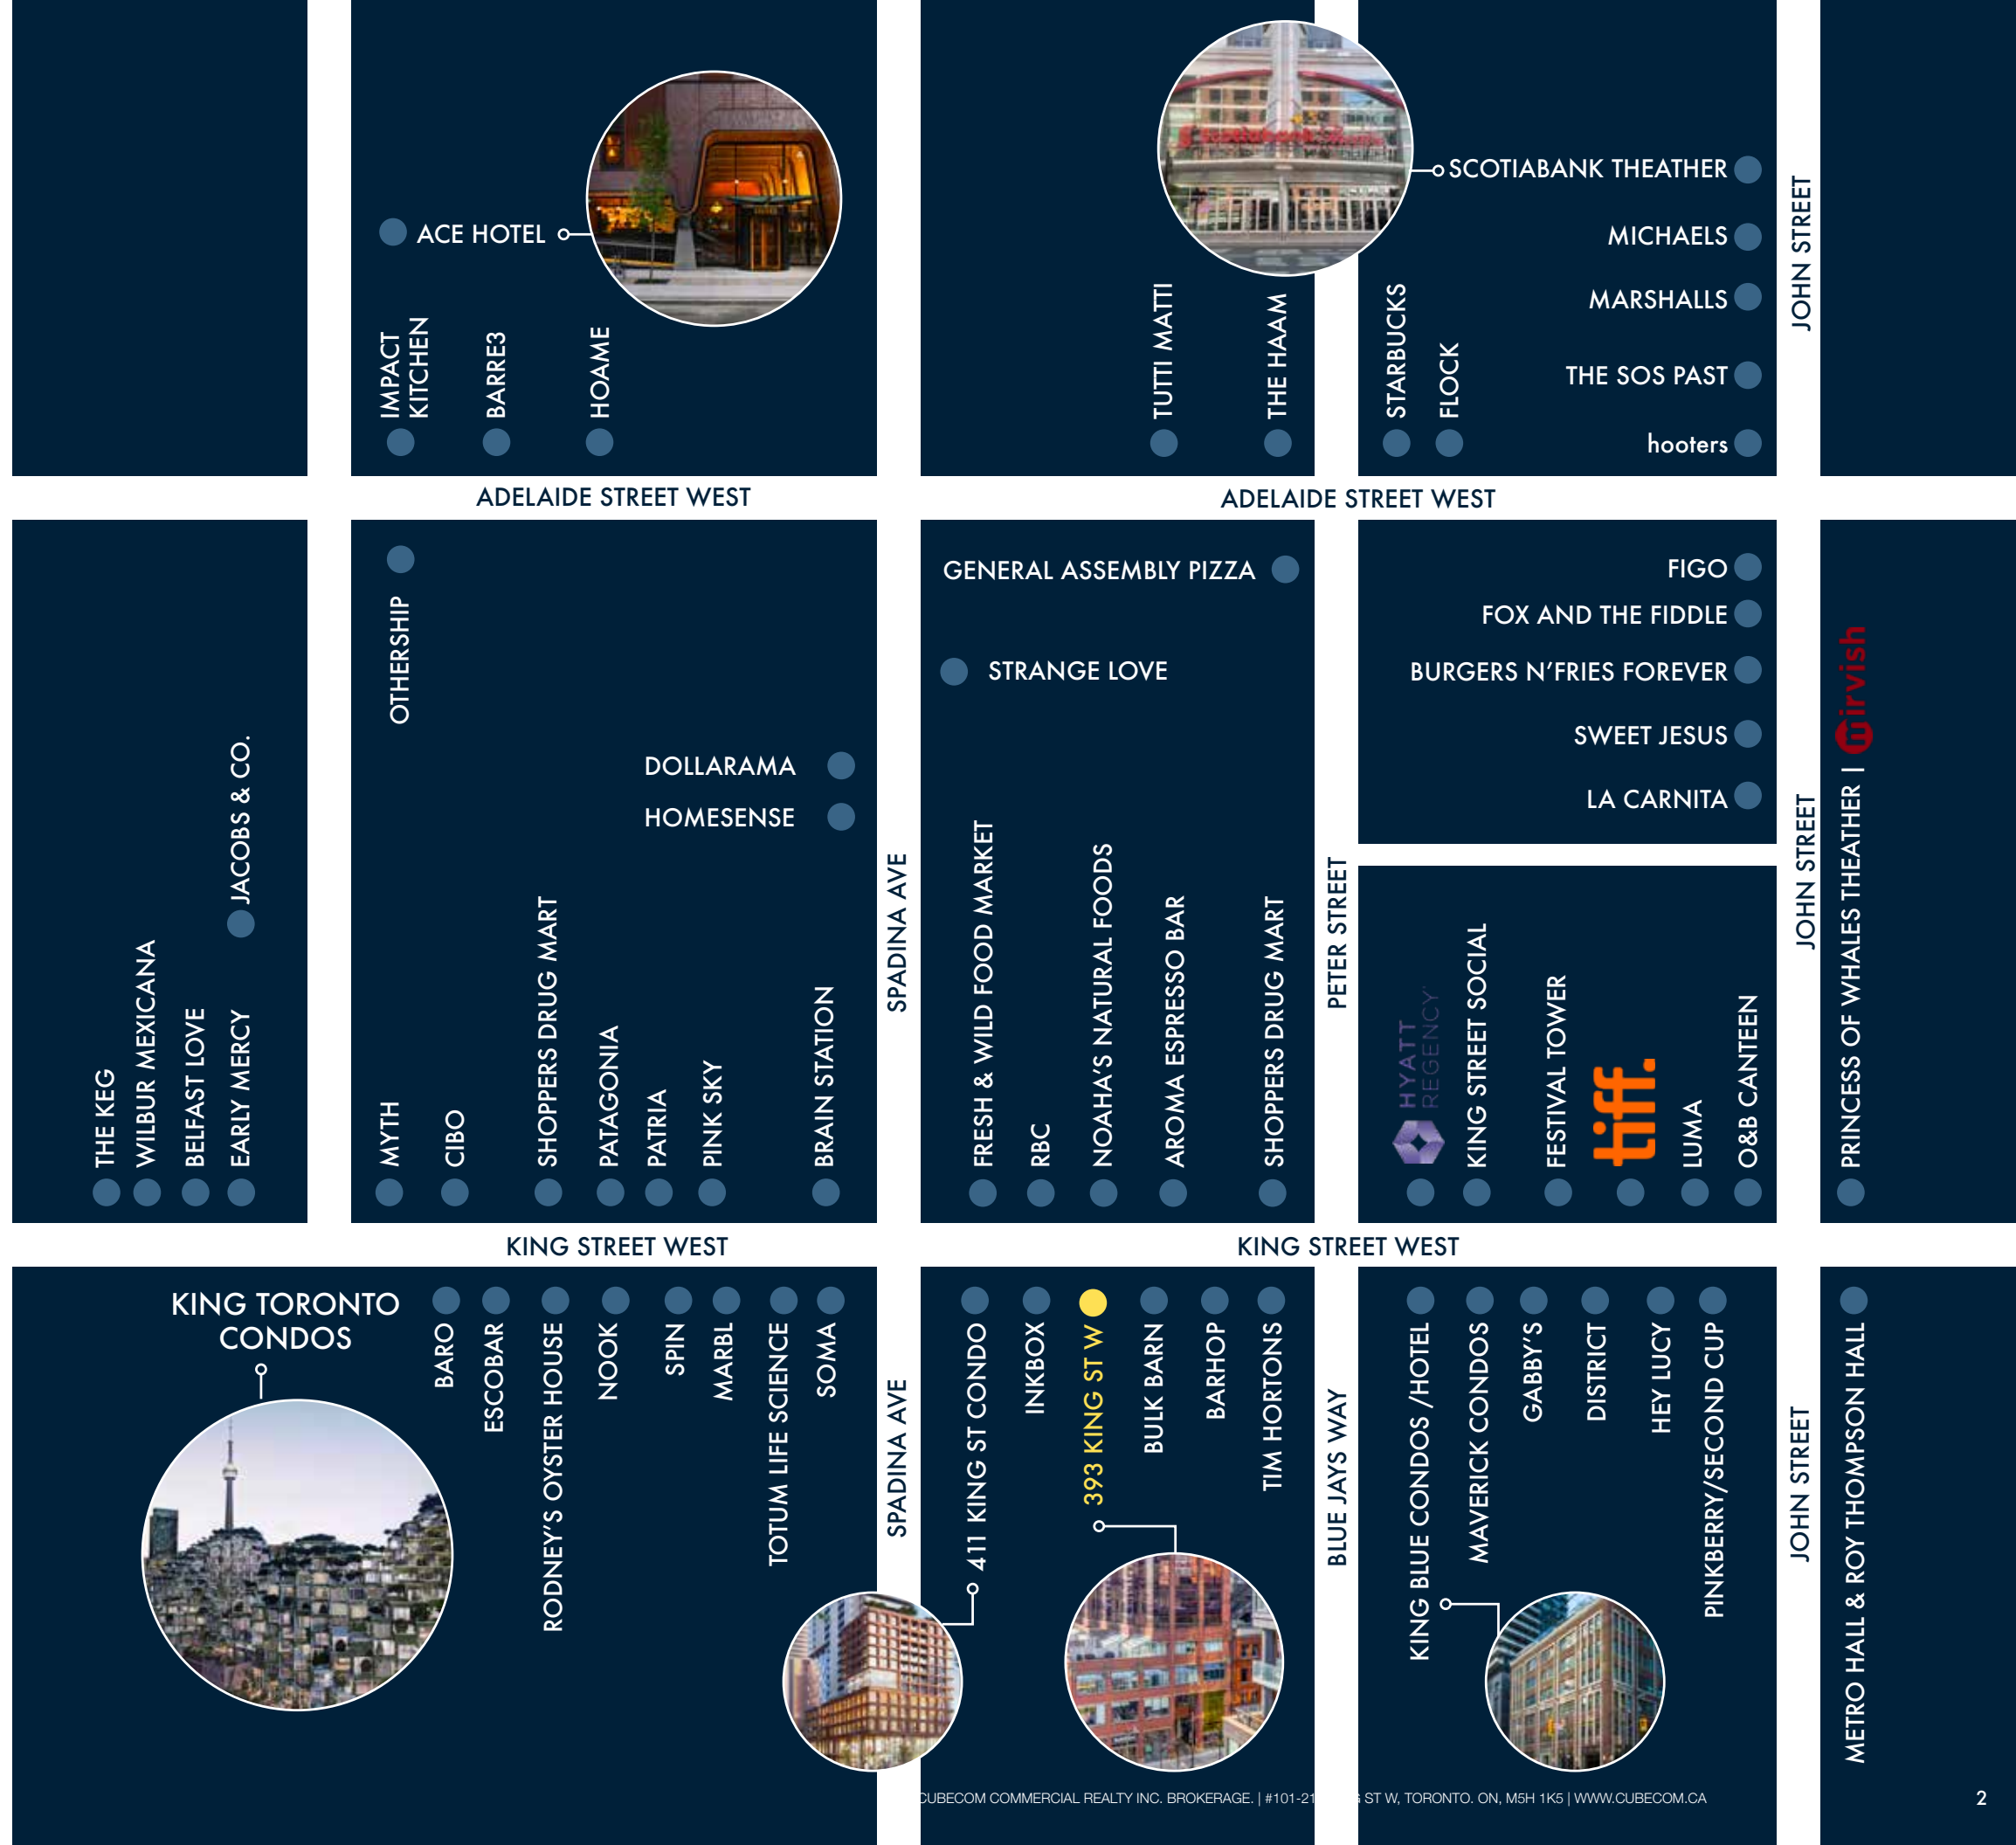 SCOTIABANK THEATHER
MICHAELS
MARSHALLS
THE SOS PAST
hooters
JOHN STREET
ACE HOTEL
IMPACT
KITCHEN
BARRE3
HOAME
TUTTI MATTI
THE HAAM
STARBUCKS
FLOCK
ADELAIDE STREET WEST
ADELAIDE STREET WEST
OTHERSHIP
DOLLARAMA
HOMESENSE
JACOBS & CO.
THE KEG
WILBUR MEXICANA
BELFAST LOVE
EARLY MERCY
MYTH
CIBO
SHOPPERS DRUG MART
PATAGONIA
PATRIA
PINK SKY
BRAIN STATION
SPADINA AVE
GENERAL ASSEMBLY PIZZA
STRANGE LOVE
FRESH & WILD FOOD MARKET
RBC
NOAHA'S NATURAL FOODS
AROMA ESPRESSO BAR
SHOPPERS DRUG MART
PETER STREET
FIGO
FOX AND THE FIDDLE
BURGERS N'FRIES FOREVER
SWEET JESUS
LA CARNITA
HYATT
REGENCY
KING STREET SOCIAL
FESTIVAL TOWER
tiff.
LUMA
O&B CANTEEN
JOHN STREET
PRINCESS OF WHALES THEATHER | mirvish
KING STREET WEST
KING STREET WEST
KING TORONTO
CONDOS
BARO
ESCOBAR
RODNEY'S OYSTER HOUSE
NOOK
SPIN
MARBL
TOTUM LIFE SCIENCE
SOMA
SPADINA AVE
411 KING ST CONDO
INKBOX
393 KING ST W
BULK BARN
BARHOP
TIM HORTONS
BLUE JAYS WAY
KING BLUE CONDOS /HOTEL
MAVERICK CONDOS
GABBY'S
DISTRICT
HEY LUCY
PINKBERRY/SECOND CUP
JOHN STREET
METRO HALL & ROY THOMPSON HALL
CUBECOM COMMERCIAL REALTY INC. BROKERAGE. | #101-21 ST W, TORONTO. ON, M5H 1K5 | WWW.CUBECOM.CA
2